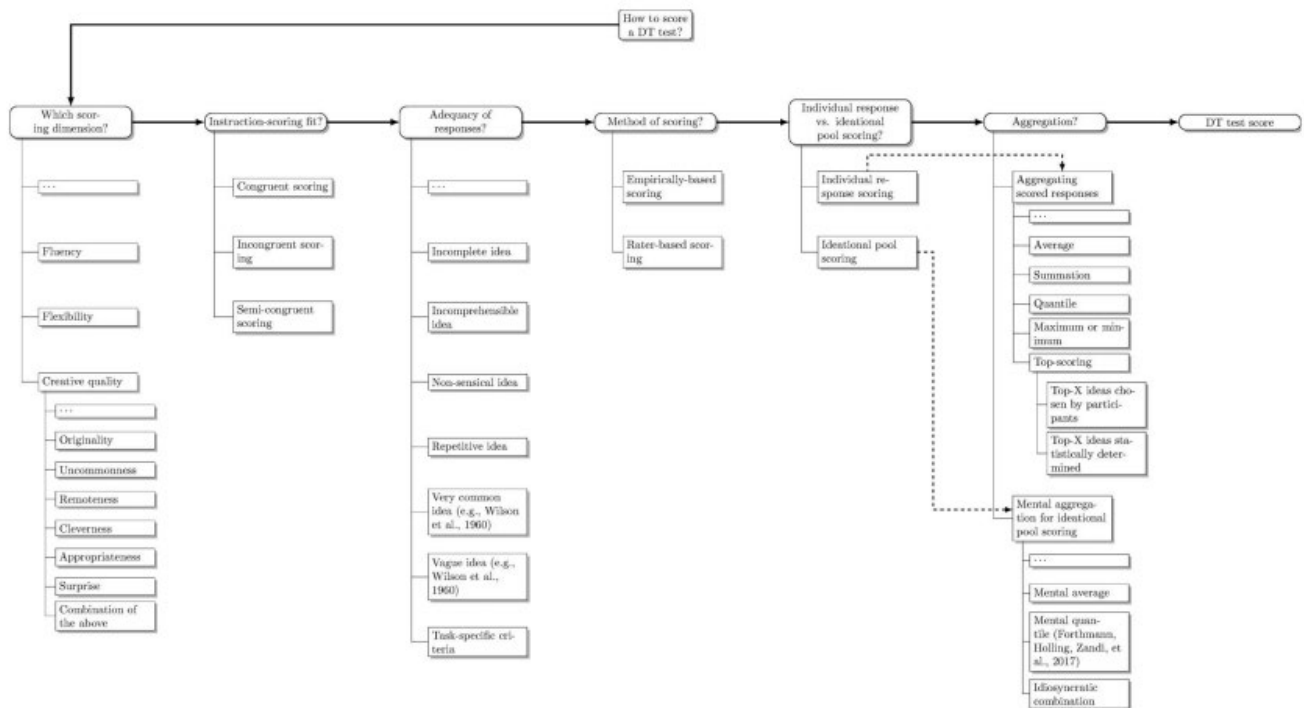 How to score
a DT test?
Which scor-
ing dimension?
...
Fluency
Flexibility
Creative quality
...
Originality
Uncommonness
Remoteness
Cleverness
Appropriateness
Surprise
Combination of
the above
Instruction-scoring fit?
Congruent scoring
Incongruent scor-
ing
Semi-congruent
scoring
Adequacy of
responses?
...
Incomplete idea
Incomprehensible
idea
Non-sensical idea
Repetitive idea
Very common
idea (e.g., Wilson
et al., 1960)
Vague idea (e.g.,
Wilson et al.,
1960)
Task-specific cri-
teria
Method of scoring?
Empirically-based
scoring
Rater-based scor-
ing
Individual response
vs. ideational
pool scoring?
Individual re-
sponse scoring
Ideational pool
scoring
Aggregation?
Aggregating
scored responses
...
Average
Summation
Quantile
Maximum or min-
imum
Top-scoring
Top-X ideas cho-
sen by partici-
pants
Top-X ideas sta-
tistically deter-
mined
Mental aggrega-
tion for ideational
pool scoring
...
Mental average
Mental quan-
tile (Forthmann,
Holling, Zandi, et
al., 2017)
Idiosyncratic
combination
DT test score